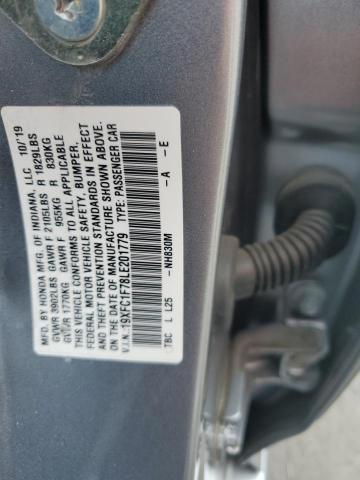 MFD. BY HONDA MFG. OF INDIANA, LLC 10/19
GVWR 3902LBS GAWR F 2105LBS R 1829LBS
GVWR 1770KG GAWR F 955KG R 830KG
THIS VEHICLE CONFORMS TO ALL APPLICABLE
FEDERAL MOTOR VEHICLE SAFETY, BUMPER,
AND THEFT PREVENTION STANDARDS IN EFFECT
ON THE DATE OF MANUFACTURE SHOWN ABOVE.
V.I.N.: 19XFC1F78LE201779 TYPE: PASSENGER CAR
TBC L L25 -NH830M -A -E